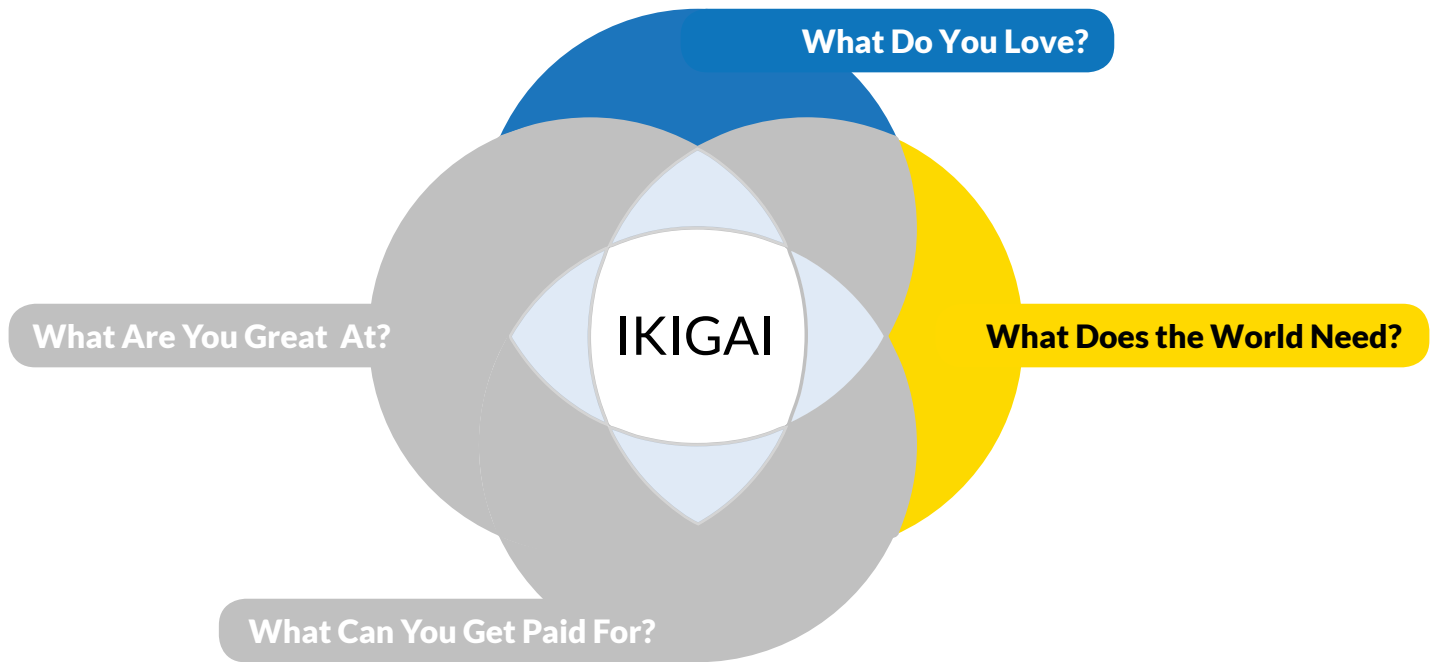 What Do You Love?
IKIGAI
What Are You Great At?
What Does the World Need?
What Can You Get Paid For?